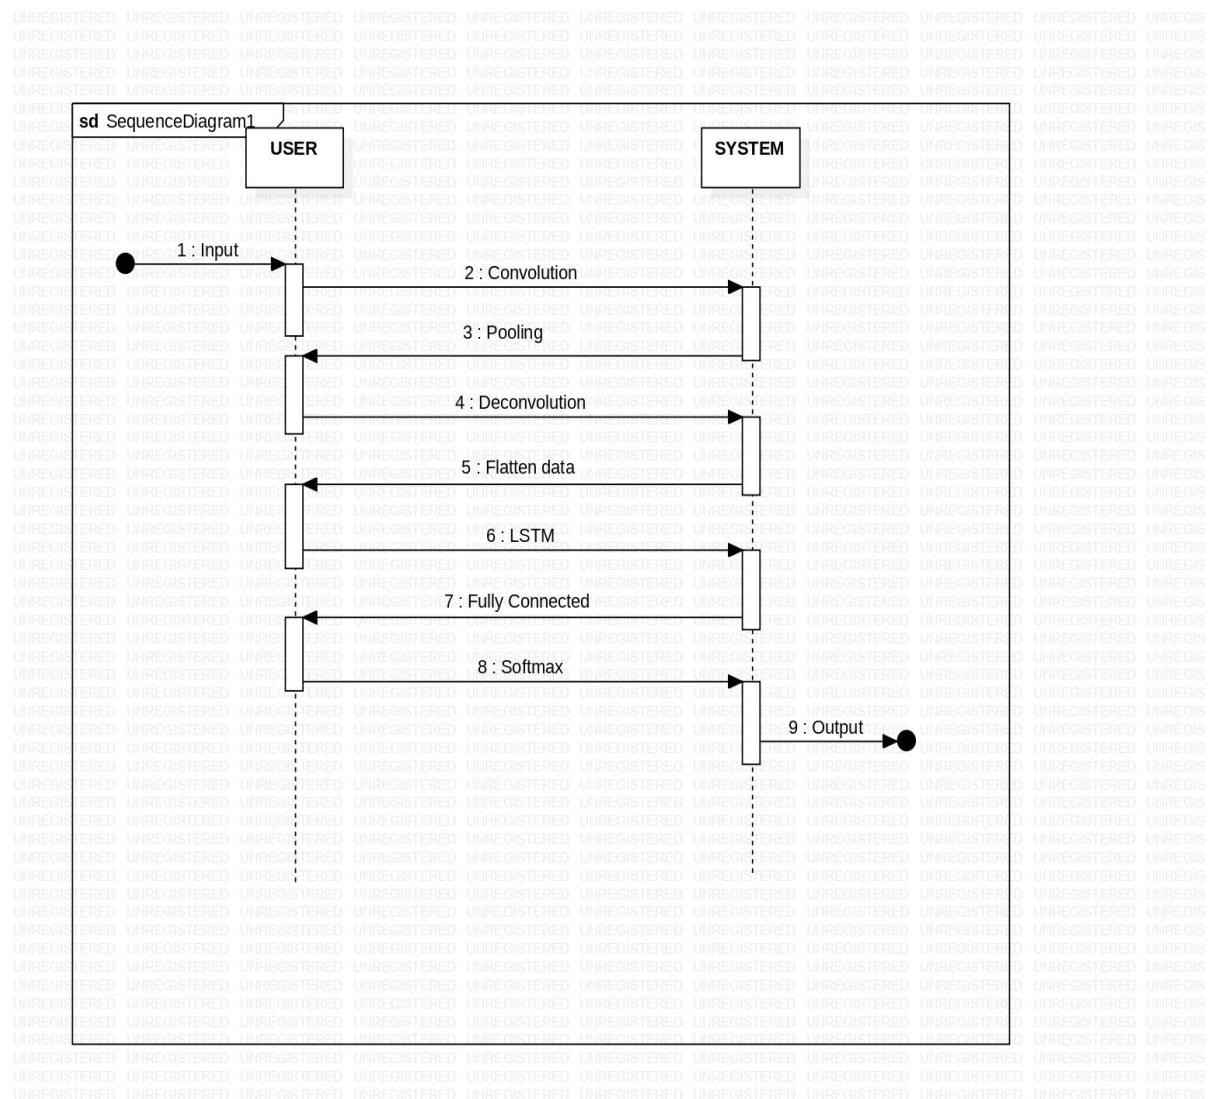 sd SequenceDiagram1
USER
SYSTEM
1 : Input
2 : Convolution
3 : Pooling
4 : Deconvolution
5 : Flatten data
6 : LSTM
7 : Fully Connected
8 : Softmax
9 : Output
UNREGISTERED